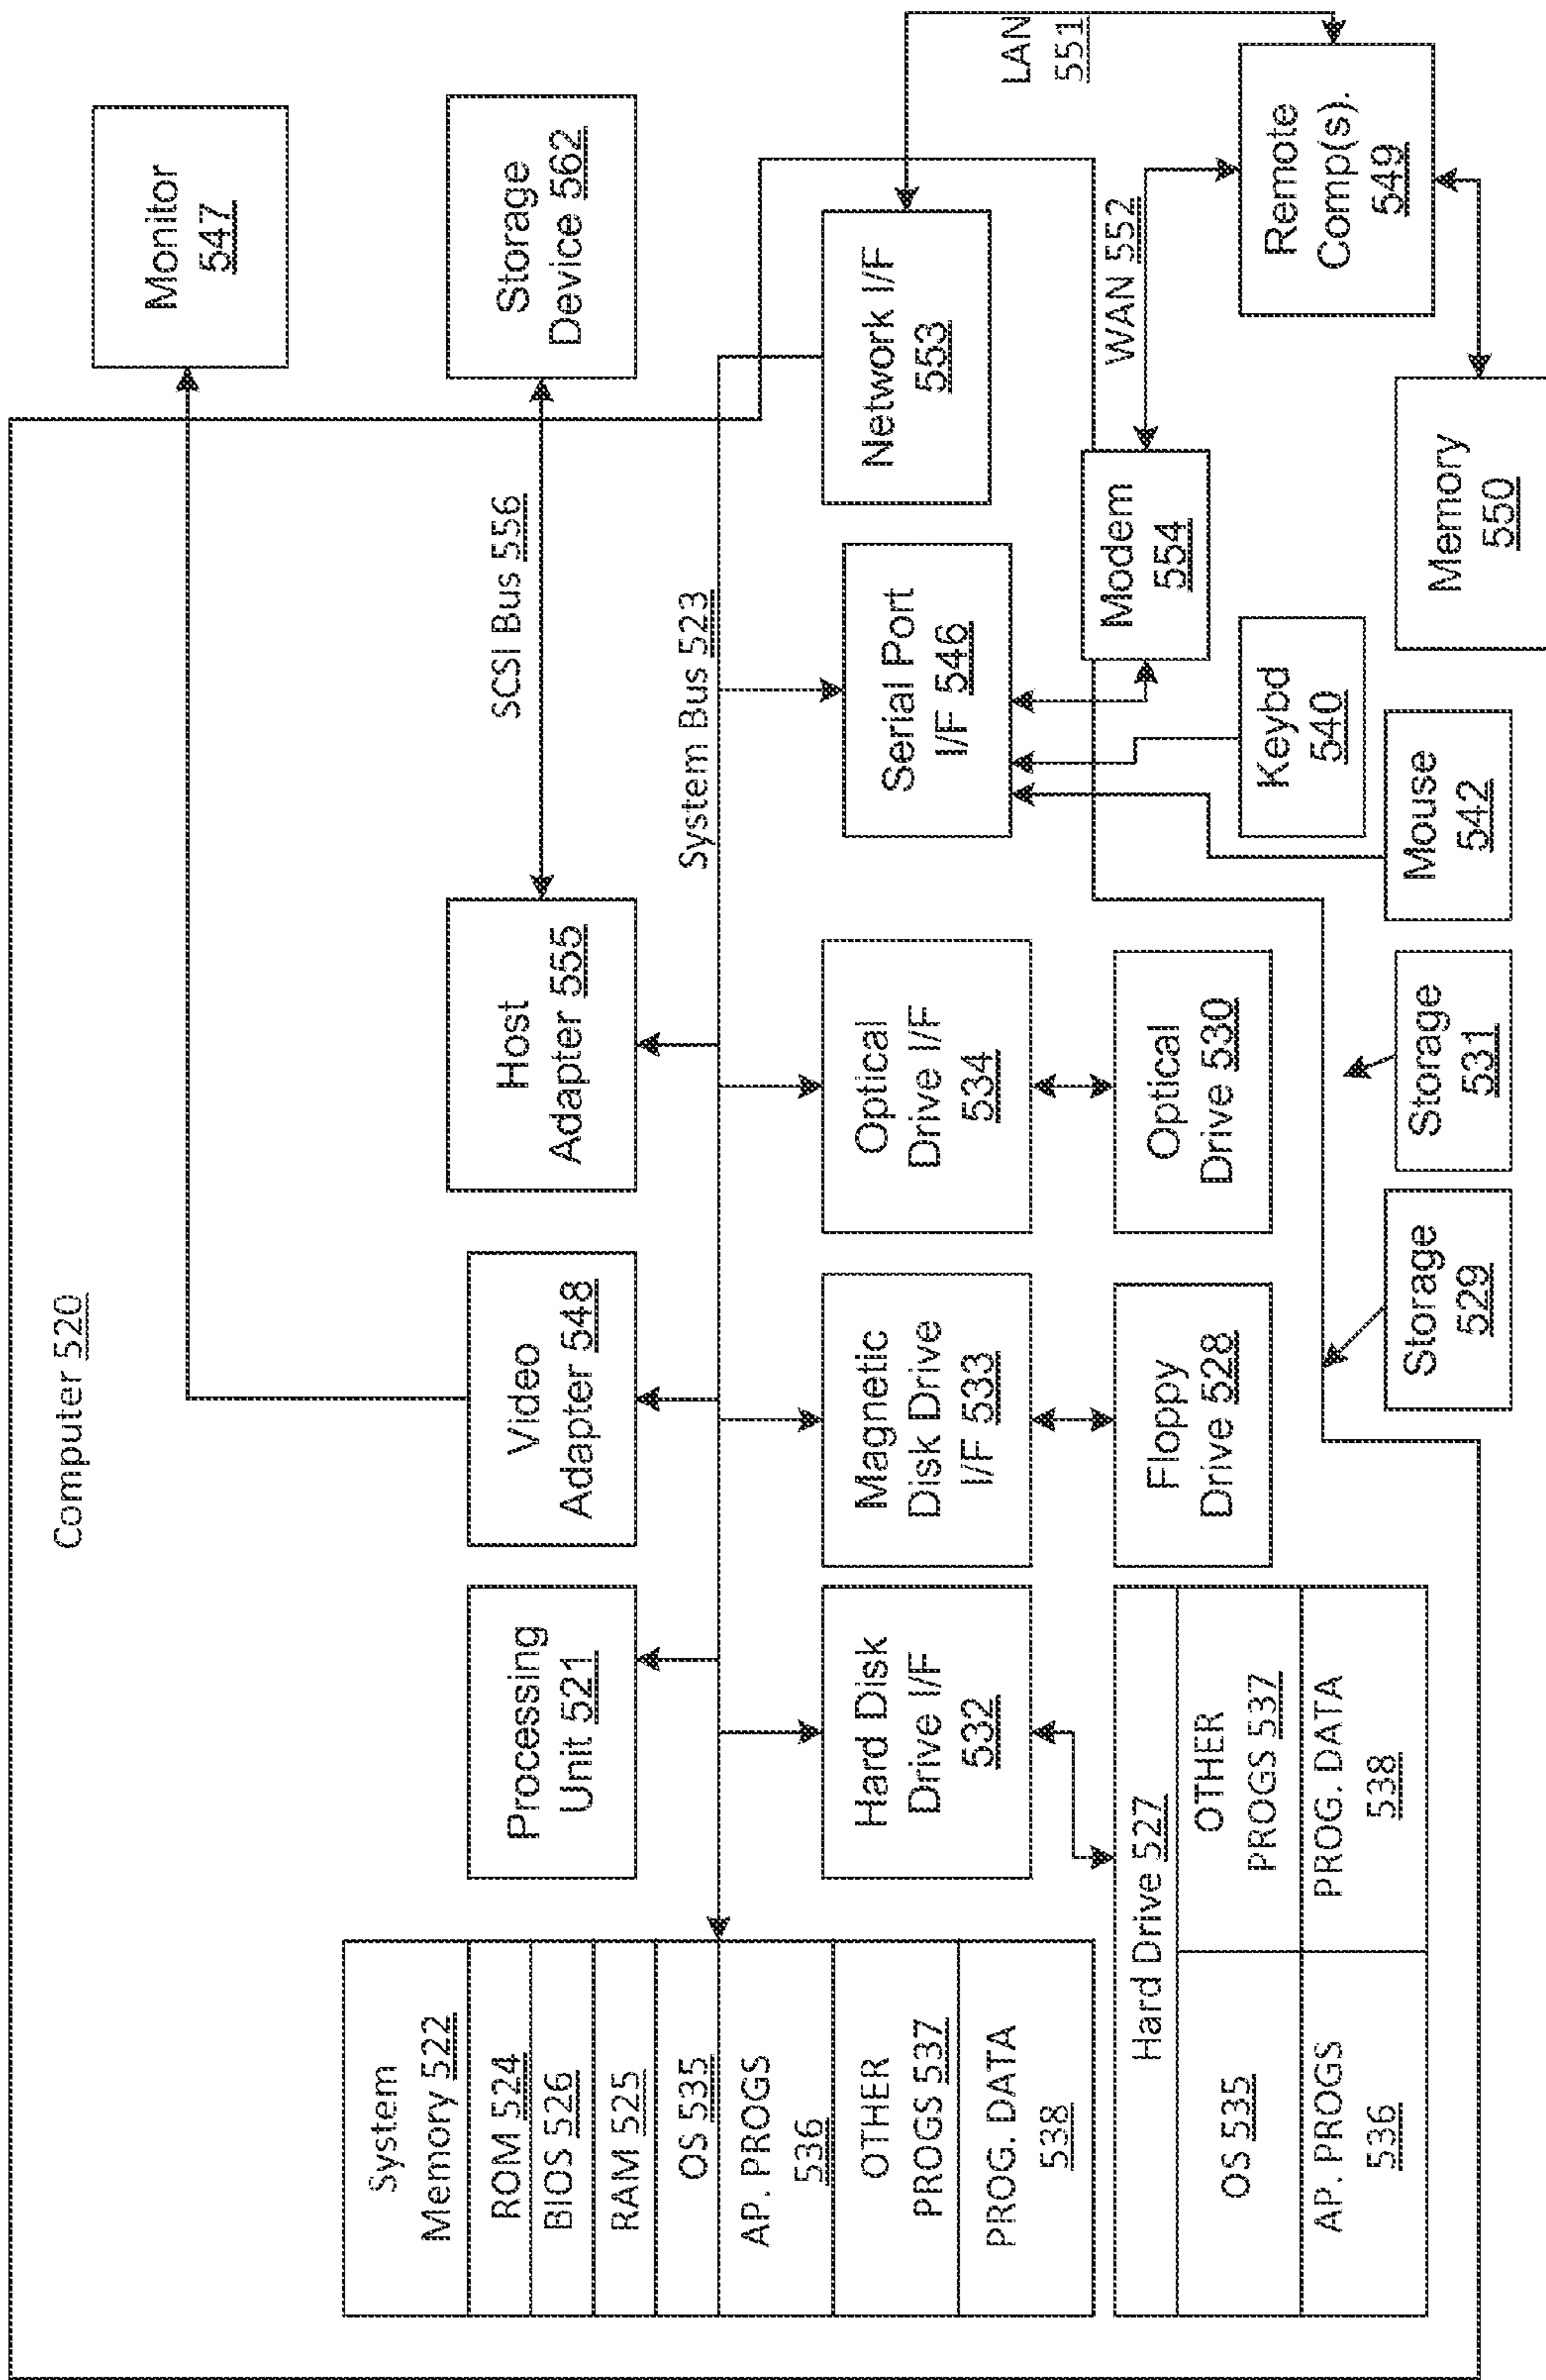 Computer 520
Monitor
547
System
Memory 522
ROM 524
BIOS 526
RAM 525
OS 535
AP. PROGS
536
OTHER
PROGS 537
PROG. DATA
538
Processing
Unit 521
Video
Adapter 548
Host
Adapter 555
SCSI Bus 556
Storage
Device 562
System Bus 523
Hard Disk
Drive I/F
532
Magnetic
Disk Drive
I/F 533
Optical
Drive I/F
534
Serial Port
I/F 546
Network I/F
553
LAN
551
Hard Drive 527
OS 535
OTHER
PROGS 537
AP. PROGS
536
PROG. DATA
538
Floppy
Drive 528
Optical
Drive 530
Modem
554
WAN 552
Remote
Comp(s).
549
Keybd
540
Storage
529
Storage
531
Mouse
542
Memory
550